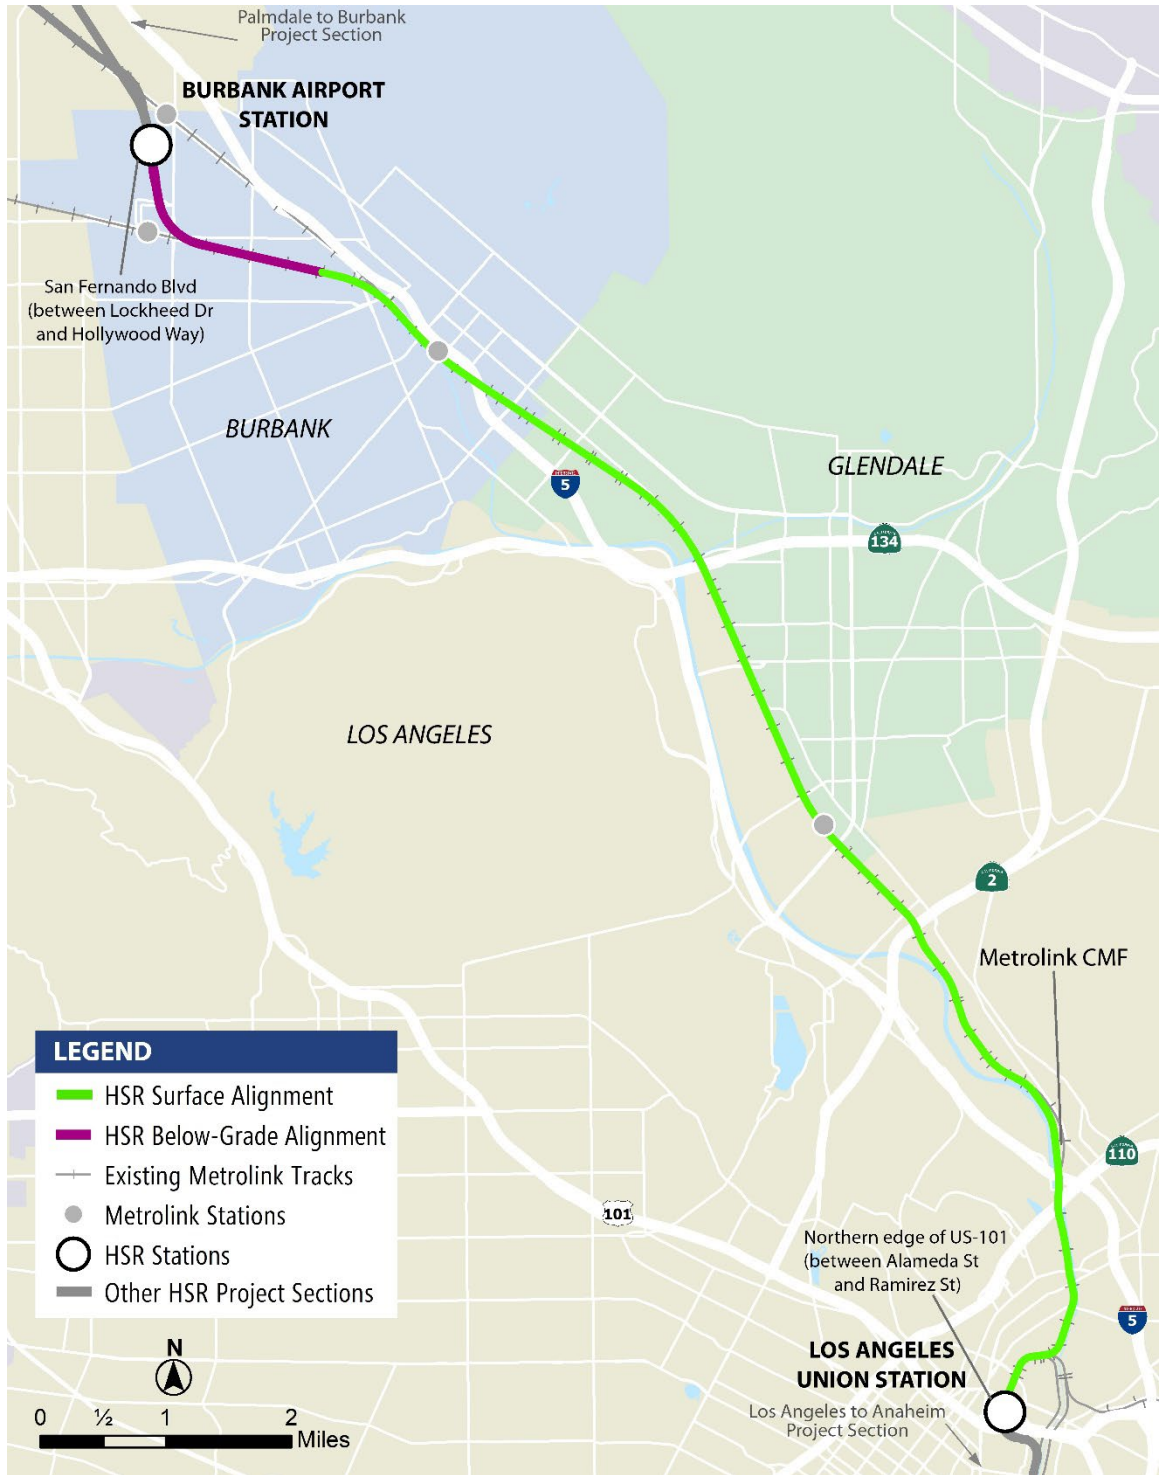 Palmdale to Burbank
Project Section
BURBANK AIRPORT
STATION
San Fernando Blvd
(between Lockheed Dr
and Hollywood Way)
BURBANK
5
GLENDALE
134
LOS ANGELES
2
Metrolink CMF
LEGEND
HSR Surface Alignment
HSR Below-Grade Alignment
Existing Metrolink Tracks
Metrolink Stations
HSR Stations
Other HSR Project Sections
110
101
Northern edge of US-101
(between Alameda St
and Ramirez St)
5
LOS ANGELES
UNION STATION
Los Angeles to Anaheim
Project Section
N
0 ½ 1 2
Miles